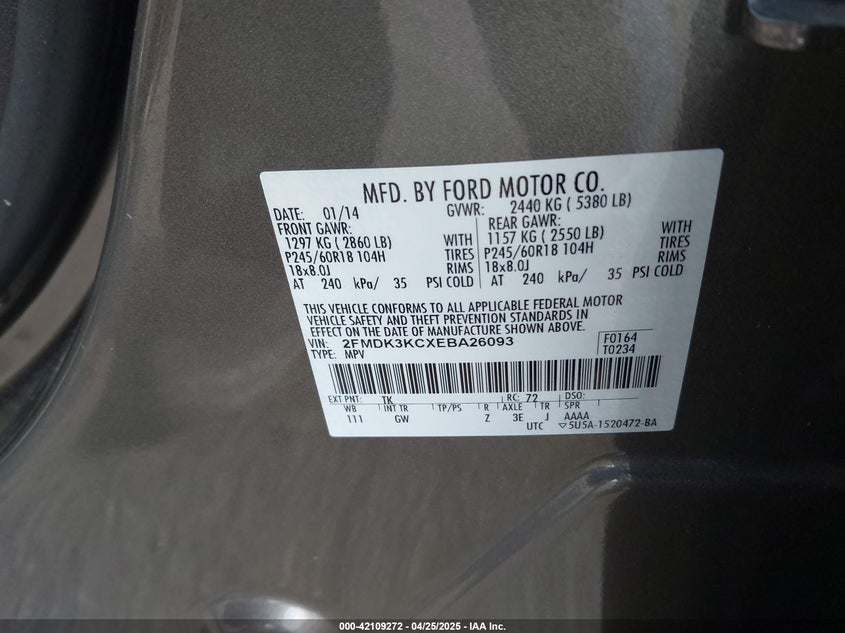 MFD. BY FORD MOTOR CO.
DATE: 01/14 GVWR: 2440 KG ( 5380 LB)
FRONT GAWR: REAR GAWR:
1297 KG ( 2860 LB) WITH 1157 KG ( 2550 LB) WITH
P245/60R18 104H TIRES P245/60R18 104H TIRES
18x8.0J RIMS 18x8.0J RIMS
AT 240 kPa/ 35 PSI COLD AT 240 kPa/ 35 PSI COLD
THIS VEHICLE CONFORMS TO ALL APPLICABLE FEDERAL MOTOR
VEHICLE SAFETY AND THEFT PREVENTION STANDARDS IN
EFFECT ON THE DATE OF MANUFACTURE SHOWN ABOVE.
VIN: 2FMDK3KCXEBA26093 F0164
TYPE: MPV T0234
EXT PNT: TK RC: 72 DSO:
WB INT TR TP/PS R AXLE TR SPR
111 GW Z 3E J AAAA
UTC ▽5U5A-1520472-BA
000-42109272 - 04/25/2025 - IAA Inc.